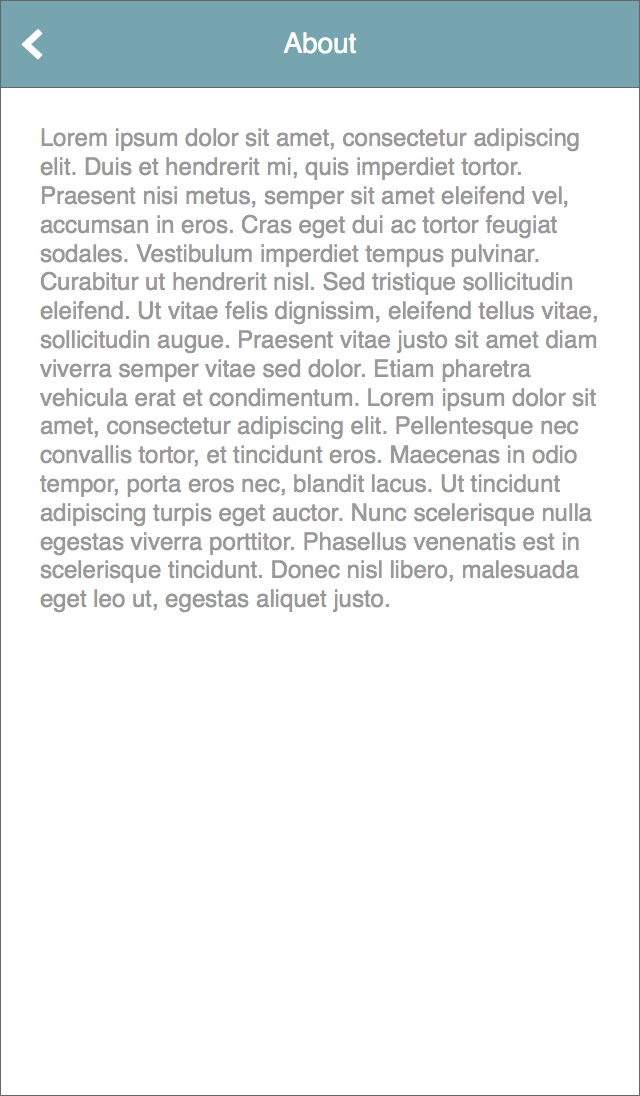 About
Lorem ipsum dolor sit amet, consectetur adipiscing
elit. Duis et hendrerit mi, quis imperdiet tortor.
Praesent nisi metus, semper sit amet eleifend vel,
accumsan in eros. Cras eget dui ac tortor feugiat
sodales. Vestibulum imperdiet tempus pulvinar.
Curabitur ut hendrerit nisl. Sed tristique sollicitudin
eleifend. Ut vitae felis dignissim, eleifend tellus vitae,
sollicitudin augue. Praesent vitae justo sit amet diam
viverra semper vitae sed dolor. Etiam pharetra
vehicula erat et condimentum. Lorem ipsum dolor sit
amet, consectetur adipiscing elit. Pellentesque nec
convallis tortor, et tincidunt eros. Maecenas in odio
tempor, porta eros nec, blandit lacus. Ut tincidunt
adipiscing turpis eget auctor. Nunc scelerisque nulla
egestas viverra porttitor. Phasellus venenatis est in
scelerisque tincidunt. Donec nisl libero, malesuada
eget leo ut, egestas aliquet justo.